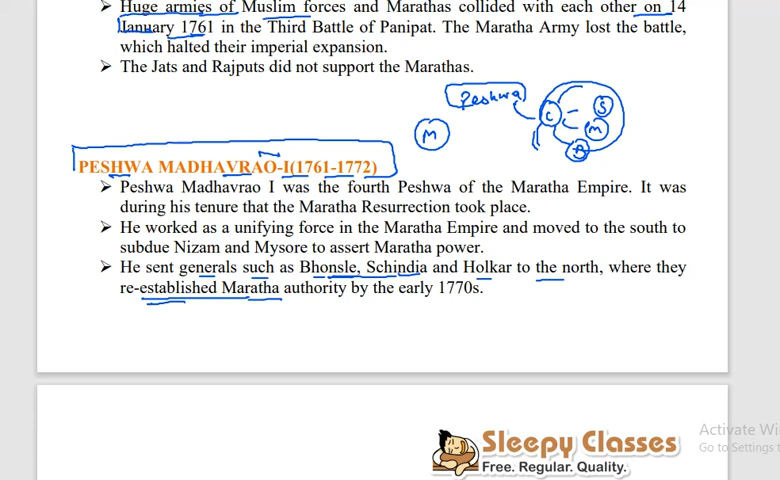 ➢ Huge armies of Muslim forces and Marathas collided with each other on 14
January 1761 in the Third Battle of Panipat. The Maratha Army lost the battle,
which halted their imperial expansion.
➢ The Jats and Rajputs did not support the Marathas.
Peshwa
C
S
M
B
M
PESHWA MADHAVRAO-I(1761-1772)
➢ Peshwa Madhavrao I was the fourth Peshwa of the Maratha Empire. It was
during his tenure that the Maratha Resurrection took place.
➢ He worked as a unifying force in the Maratha Empire and moved to the south to
subdue Nizam and Mysore to assert Maratha power.
➢ He sent generals such as Bhonsle, Schindia and Holkar to the north, where they
re-established Maratha authority by the early 1770s.
Sleepy Classes
Free. Regular. Quality.
Activate Wi
Go to Settings t